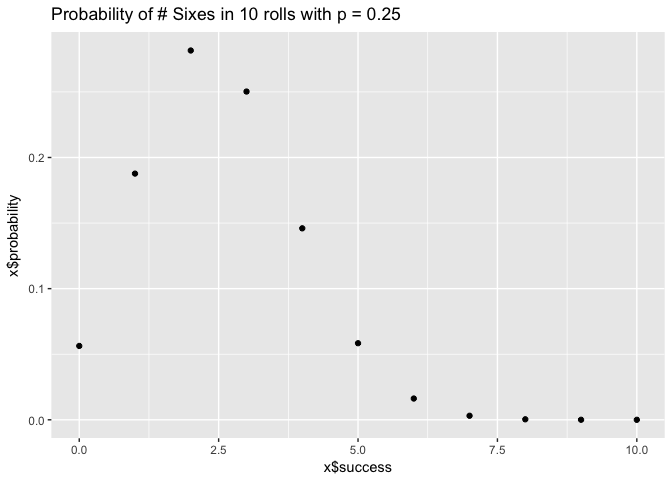 Probability of # Sixes in 10 rolls with p = 0.25
x$probability
0.2
0.1
0.0
0.0 2.5 5.0 7.5 10.0
x$success